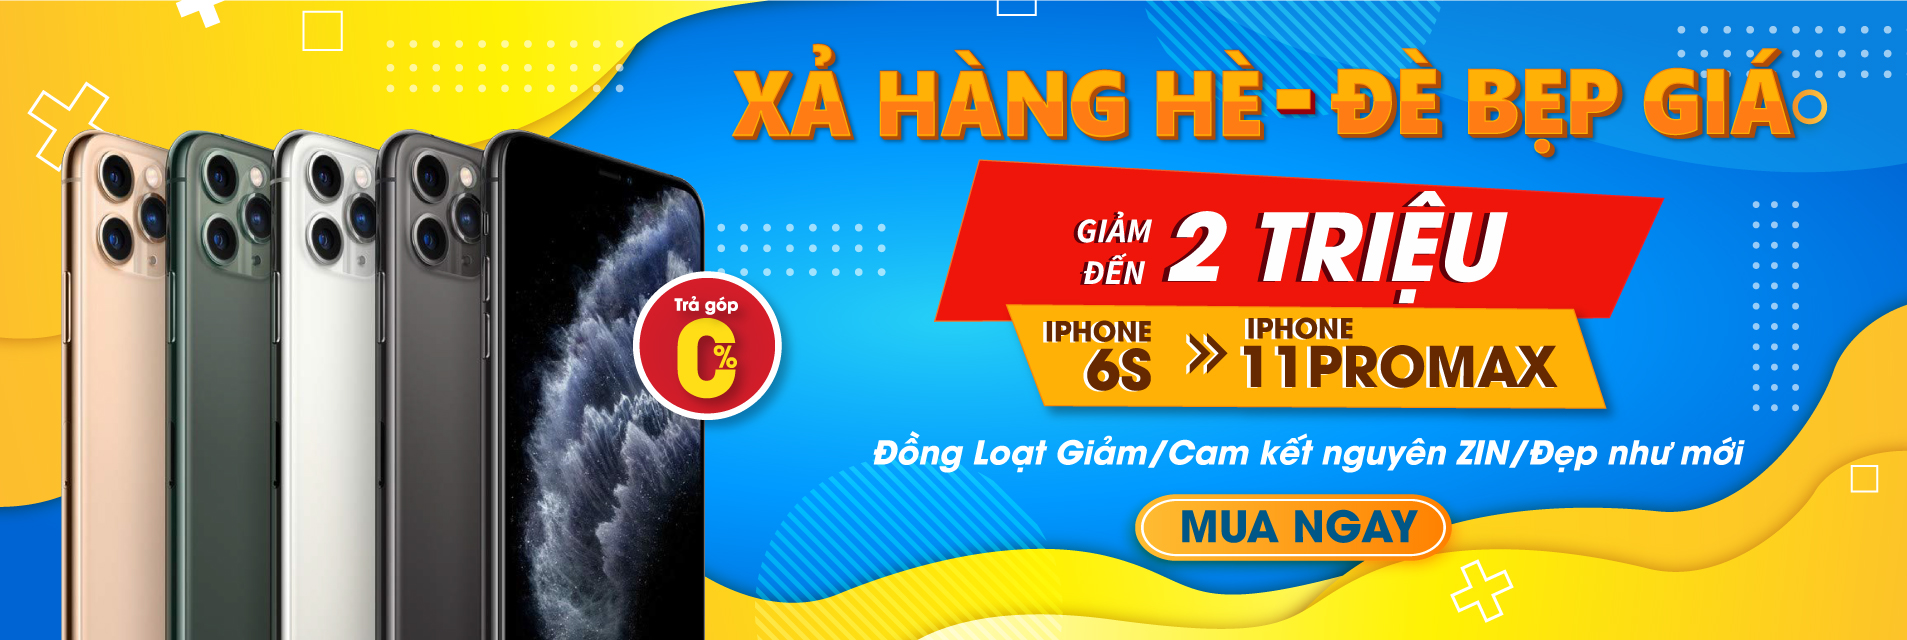 XẢ HÀNG HÈ - ĐÈ BẸP GIÁ
GIẢM
ĐẾN
2 TRIỆU
IPHONE
6S
»
IPHONE
11PROMAX
Trả góp
0%
Đồng Loạt Giảm/Cam kết nguyên ZIN/Đẹp như mới
MUA NGAY